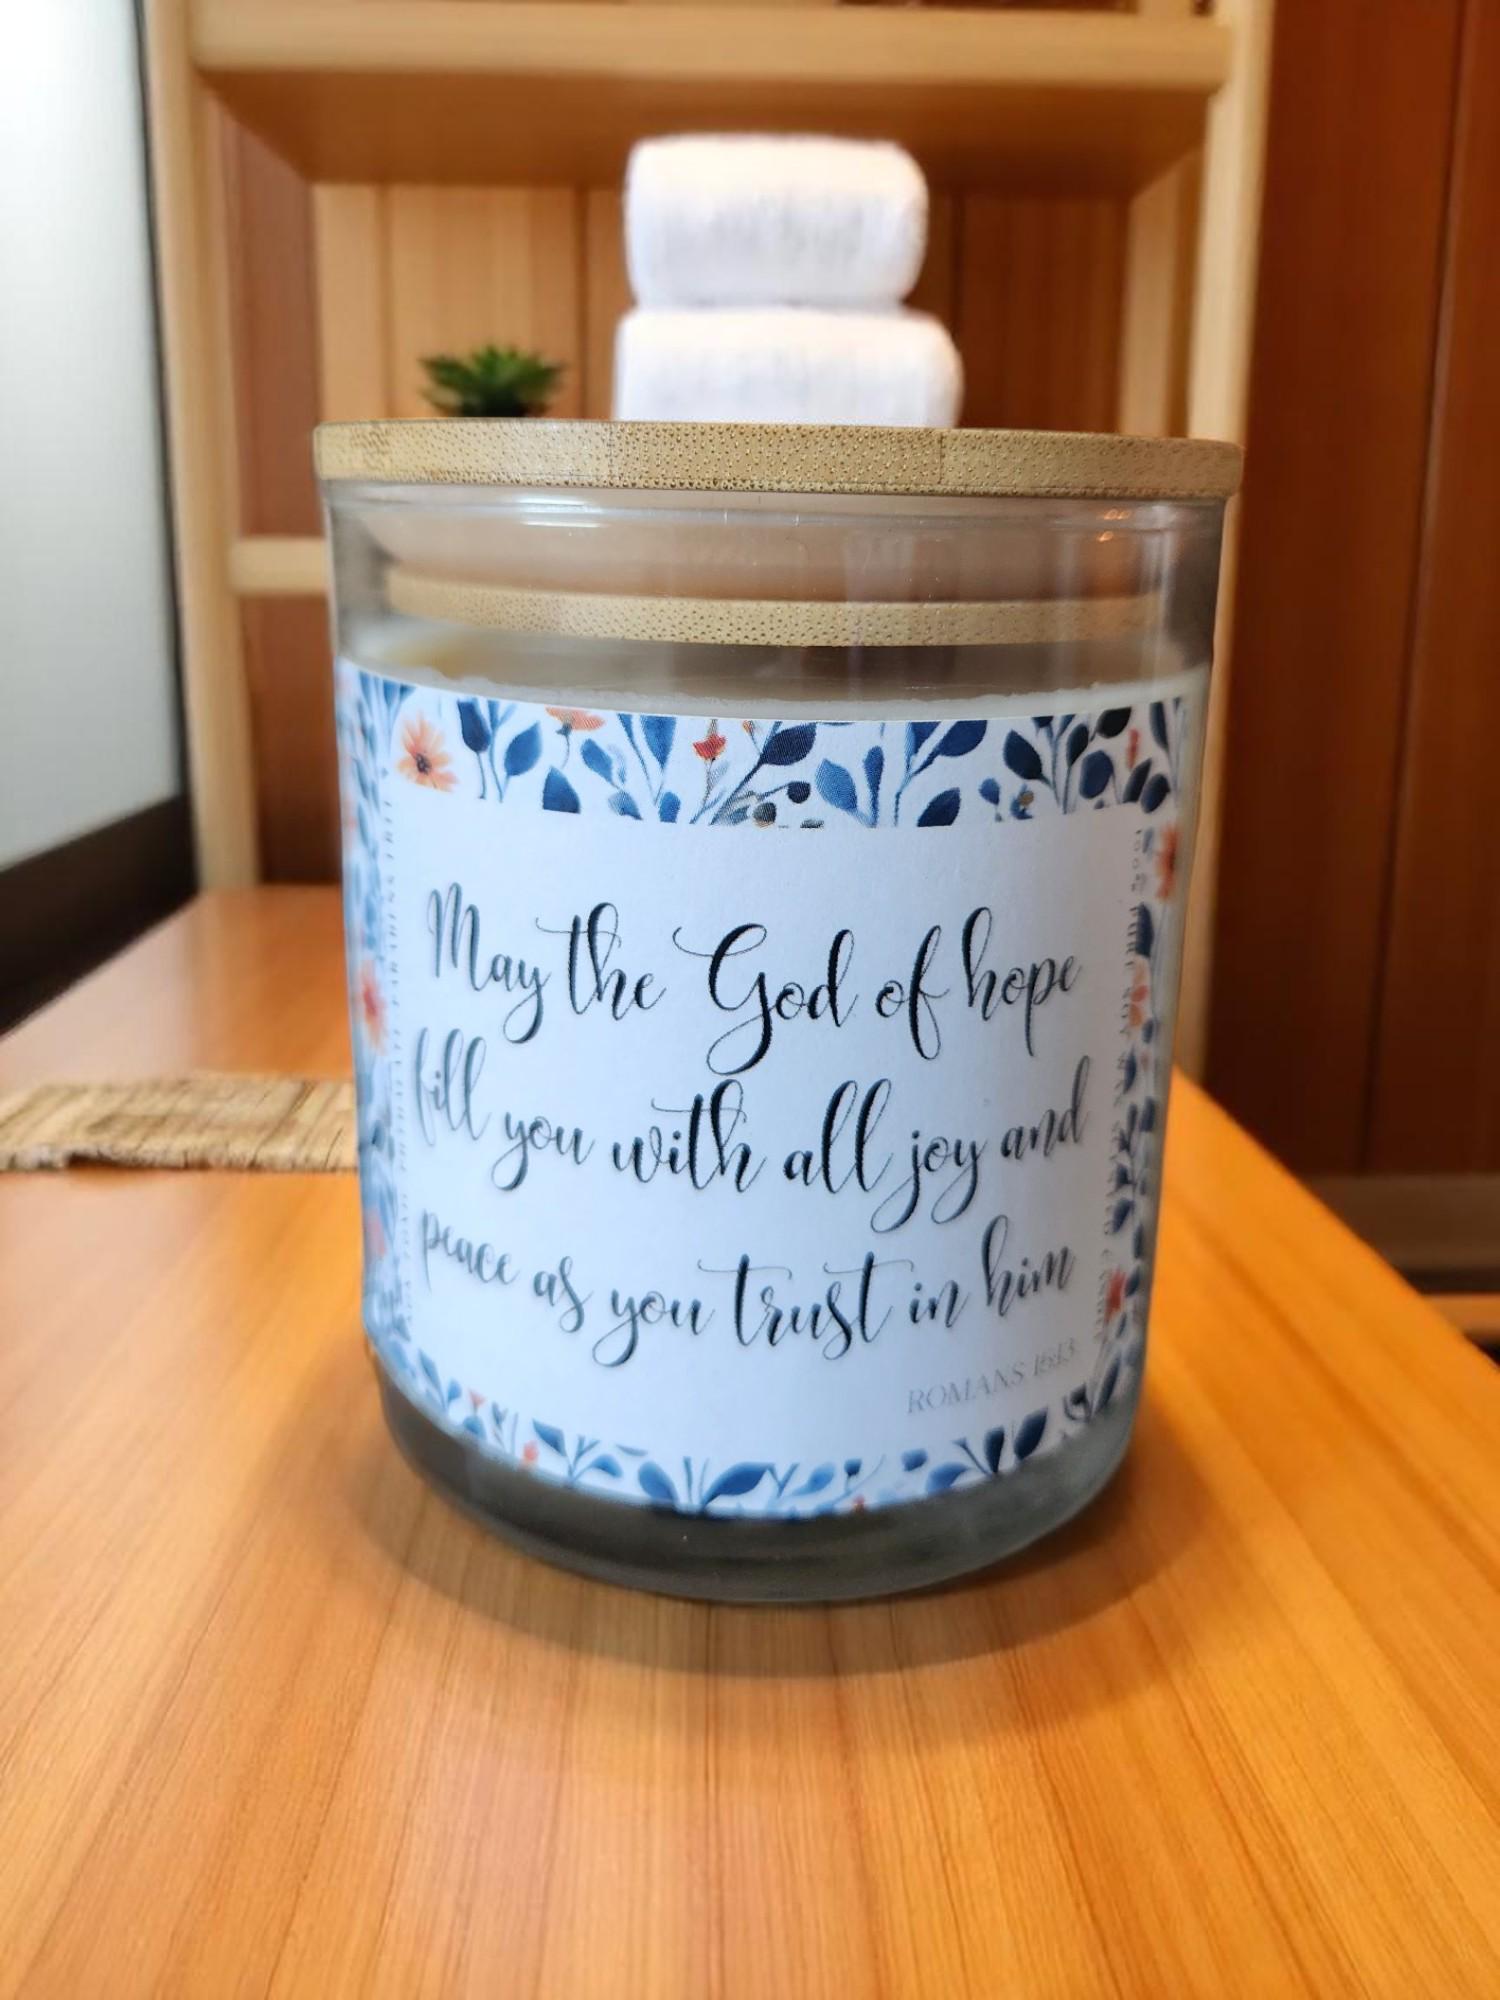 May the God of hope
fill you with all joy and
peace as you trust in him
ROMANS 15:13